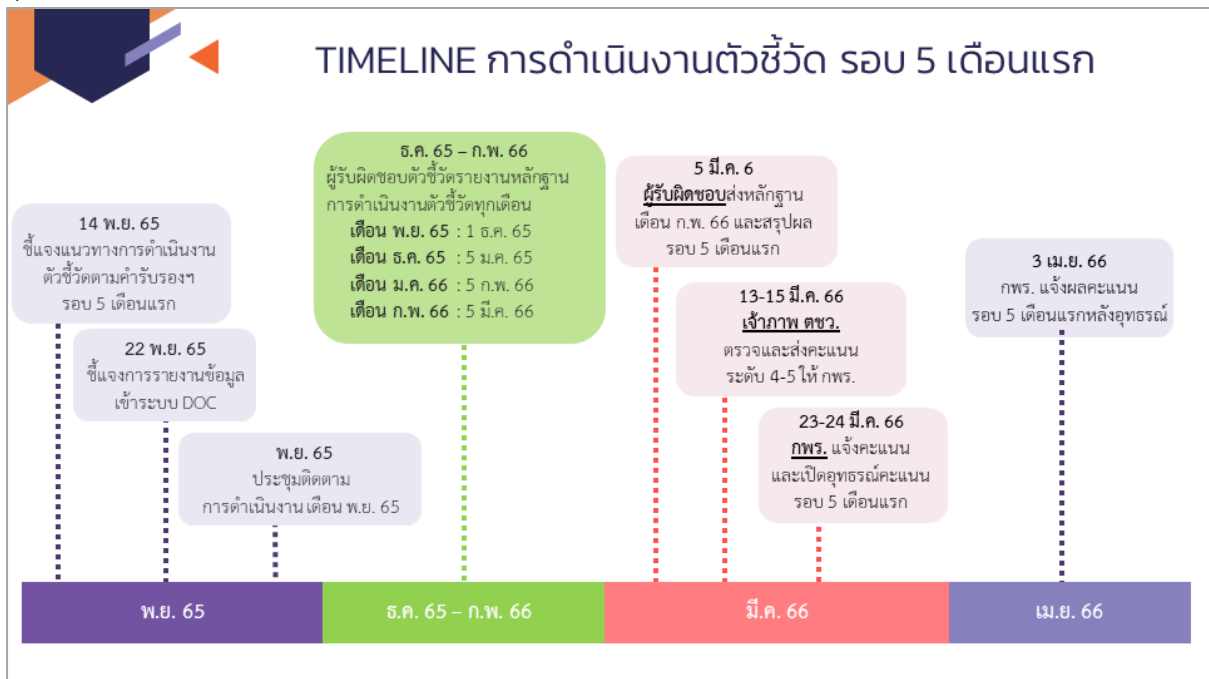 TIMELINE การดำเนินงานตัวชี้วัด รอบ 5 เดือนแรก
14 พ.ย. 65
ชี้แจงแนวทางการดำเนินงาน
ตัวชี้วัดตามคำรับรองฯ
รอบ 5 เดือนแรก
22 พ.ย. 65
ชี้แจงการรายงานข้อมูล
เข้าระบบ DOC
พ.ย. 65
ประชุมติดตาม
การดำเนินงาน เดือน พ.ย. 65
ธ.ค. 65 – ก.พ. 66
ผู้รับผิดชอบตัวชี้วัดรายงานหลักฐาน
การดำเนินงานตัวชี้วัดทุกเดือน
เดือน พ.ย. 65 : 1 ธ.ค. 65
เดือน ธ.ค. 65 : 5 ม.ค. 65
เดือน ม.ค. 66 : 5 ก.พ. 66
เดือน ก.พ. 66 : 5 มี.ค. 66
5 มี.ค. 6
ผู้รับผิดชอบส่งหลักฐาน
เดือน ก.พ. 66 และสรุปผล
รอบ 5 เดือนแรก
13-15 มี.ค. 66
เจ้าภาพ ตชว.
ตรวจและส่งคะแนน
ระดับ 4-5 ให้ กพร.
23-24 มี.ค. 66
กพร. แจ้งคะแนน
และเปิดอุทธรณ์คะแนน
รอบ 5 เดือนแรก
3 เม.ย. 66
กพร. แจ้งผลคะแนน
รอบ 5 เดือนแรกหลังอุทธรณ์
พ.ย. 65
ธ.ค. 65 – ก.พ. 66
มี.ค. 66
เม.ย. 66